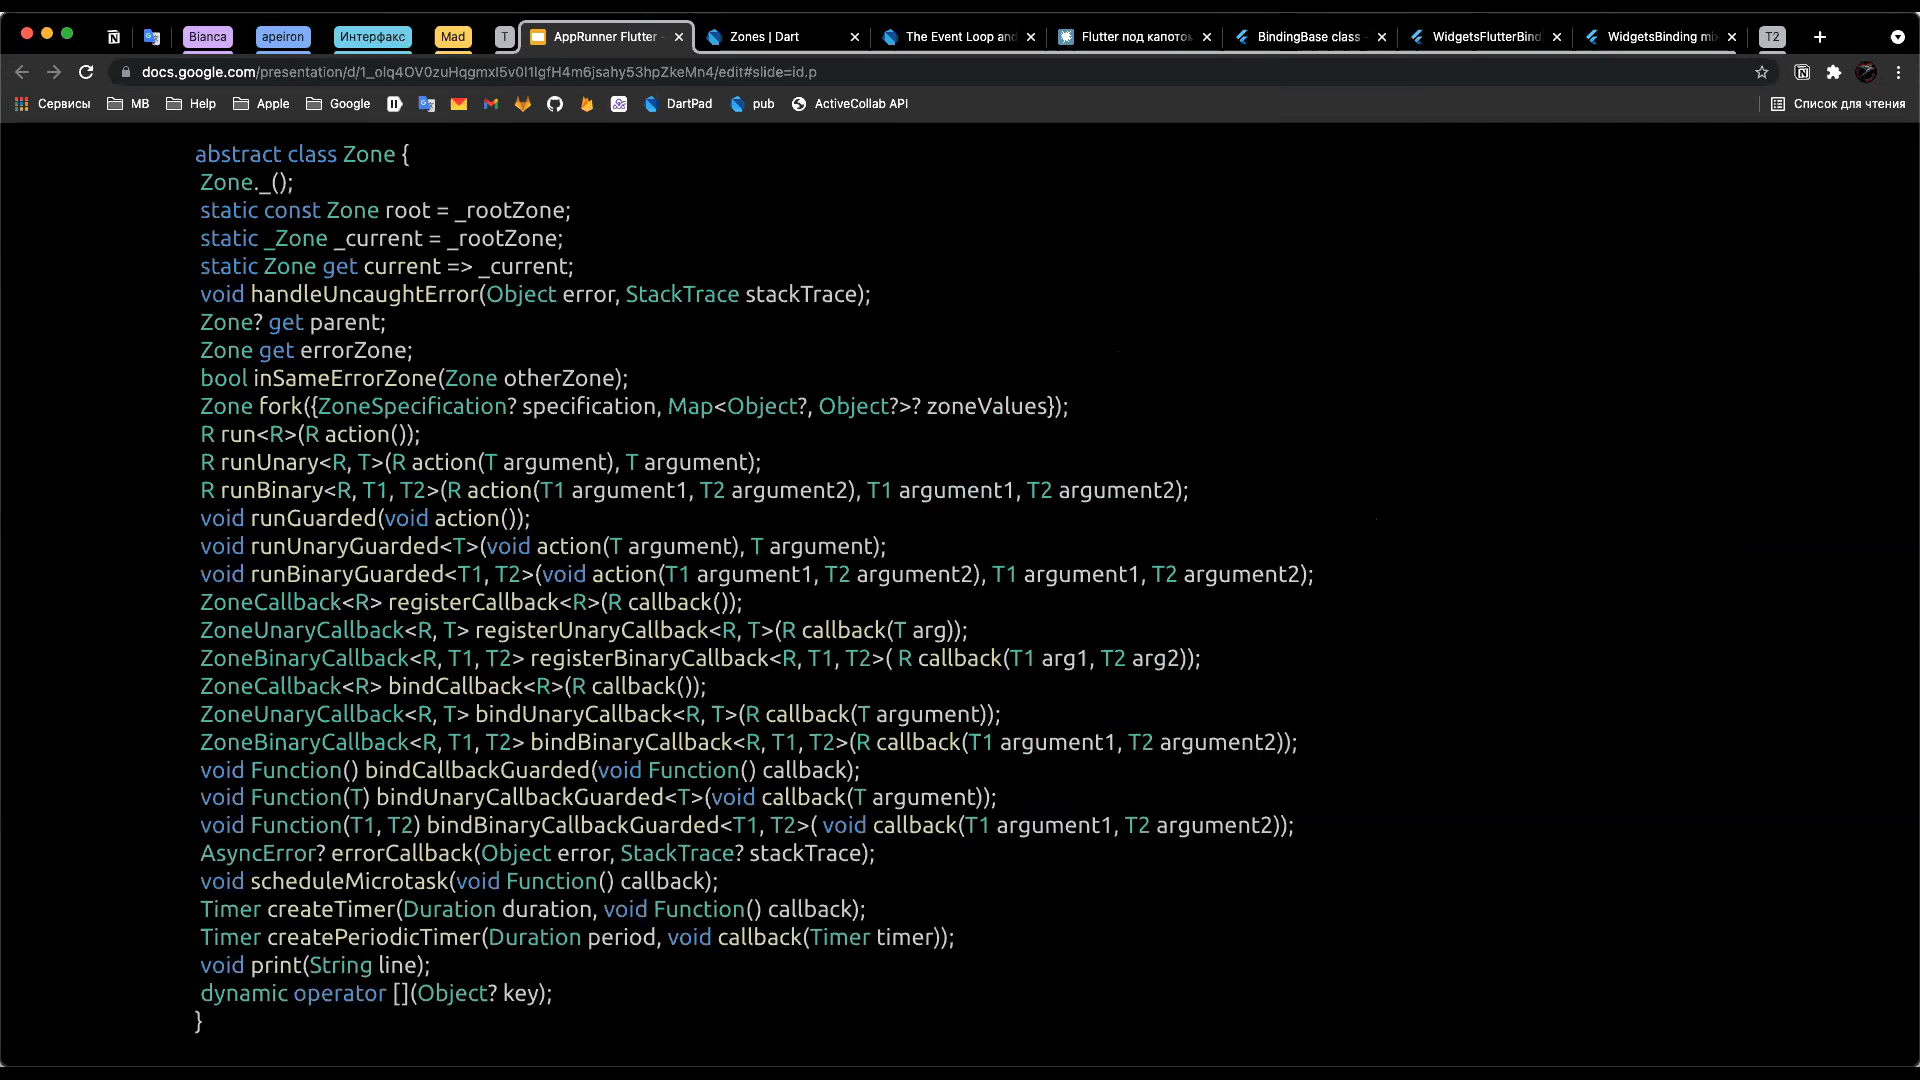 Bianca
apeiron
Интерфакс
Mad
T
AppRunner Flutter -
Zones | Dart
The Event Loop and
Flutter под капотом
BindingBase class -
WidgetsFlutterBind
WidgetsBinding mix
T2
docs.google.com/presentation/d/1_olq4OV0zuHqgmxI5v0I1lgfH4m6jsahy53hpZkeMn4/edit#slide=id.p
Сервисы
MB
Help
Apple
Google
DartPad
pub
ActiveCollab API
Список для чтения
abstract class Zone {
Zone._();
static const Zone root = _rootZone;
static _Zone _current = _rootZone;
static Zone get current => _current;
void handleUncaughtError(Object error, StackTrace stackTrace);
Zone? get parent;
Zone get errorZone;
bool inSameErrorZone(Zone otherZone);
Zone fork({ZoneSpecification? specification, Map<Object?, Object?>? zoneValues});
R run<R>(R action());
R runUnary<R, T>(R action(T argument), T argument);
R runBinary<R, T1, T2>(R action(T1 argument1, T2 argument2), T1 argument1, T2 argument2);
void runGuarded(void action());
void runUnaryGuarded<T>(void action(T argument), T argument);
void runBinaryGuarded<T1, T2>(void action(T1 argument1, T2 argument2), T1 argument1, T2 argument2);
ZoneCallback<R> registerCallback<R>(R callback());
ZoneUnaryCallback<R, T> registerUnaryCallback<R, T>(R callback(T arg));
ZoneBinaryCallback<R, T1, T2> registerBinaryCallback<R, T1, T2>( R callback(T1 arg1, T2 arg2));
ZoneCallback<R> bindCallback<R>(R callback());
ZoneUnaryCallback<R, T> bindUnaryCallback<R, T>(R callback(T argument));
ZoneBinaryCallback<R, T1, T2> bindBinaryCallback<R, T1, T2>(R callback(T1 argument1, T2 argument2));
void Function() bindCallbackGuarded(void Function() callback);
void Function(T) bindUnaryCallbackGuarded<T>(void callback(T argument));
void Function(T1, T2) bindBinaryCallbackGuarded<T1, T2>( void callback(T1 argument1, T2 argument2));
AsyncError? errorCallback(Object error, StackTrace? stackTrace);
void scheduleMicrotask(void Function() callback);
Timer createTimer(Duration duration, void Function() callback);
Timer createPeriodicTimer(Duration period, void callback(Timer timer));
void print(String line);
dynamic operator [](Object? key);
}